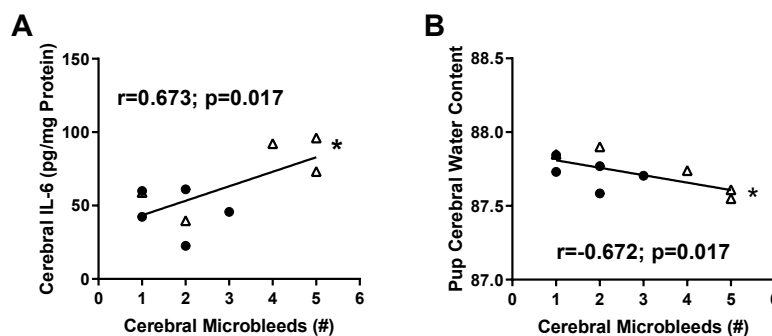 A
Cerebral IL-6 (pg/mg Protein)
150
100
50
0
r=0.673; p=0.017
*
0 1 2 3 4 5 6
Cerebral Microbleeds (#)
B
Pup Cerebral Water Content
88.5
88.0
87.5
87.0
*
r=-0.672; p=0.017
0 1 2 3 4 5 6
Cerebral Microbleeds (#)